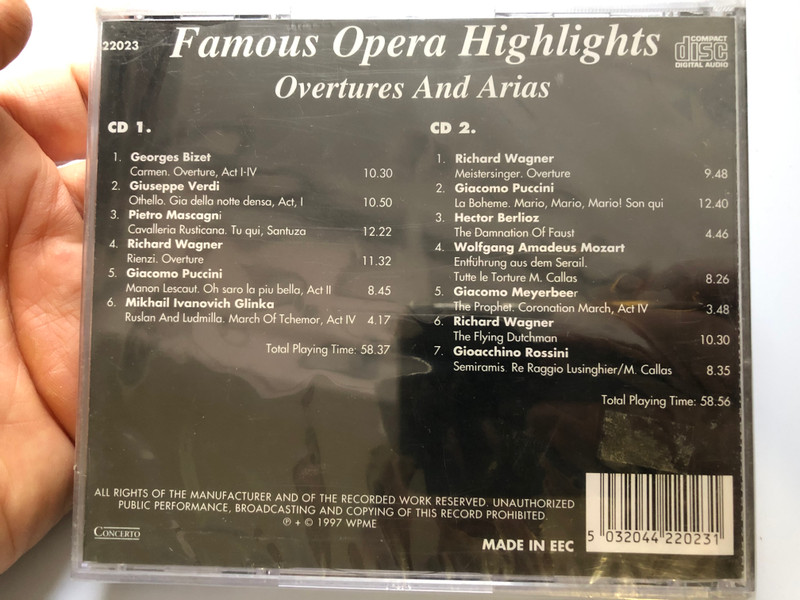 22023
Famous Opera Highlights
COMPACT
disc
DIGITAL AUDIO
Overtures And Arias
CD 1.
1. Georges Bizet
Carmen. Overture, Act I-IV 10.30
2. Giuseppe Verdi
Othello. Gia della notte densa, Act, I 10.50
3. Pietro Mascagni
Cavalleria Rusticana. Tu qui, Santuza 12.22
4. Richard Wagner
Rienzi. Overture 11.32
5. Giacomo Puccini
Manon Lescaut. Oh saro la piu bella, Act II 8.45
6. Mikhail Ivanovich Glinka
Ruslan And Ludmilla. March Of Tchemor, Act IV 4.17
Total Playing Time: 58.37
CD 2.
1. Richard Wagner
Meistersinger. Overture 9.48
2. Giacomo Puccini
La Boheme. Mario, Mario, Mario! Son qui 12.40
3. Hector Berlioz
The Damnation Of Faust 4.46
4. Wolfgang Amadeus Mozart
Entführung aus dem Serail.
Tutte le Torture M. Callas 8.26
5. Giacomo Meyerbeer
The Prophet. Coronation March, Act IV 3.48
6. Richard Wagner
The Flying Dutchman 10.30
7. Gioacchino Rossini
Semiramis. Re Raggio Lusinghier/M. Callas 8.35
Total Playing Time: 58.56
ALL RIGHTS OF THE MANUFACTURER AND OF THE RECORDED WORK RESERVED. UNAUTHORIZED
PUBLIC PERFORMANCE, BROADCASTING AND COPYING OF THIS RECORD PROHIBITED.
℗ + © 1997 WPME
CONCERTO
MADE IN EEC
5 032044 220231